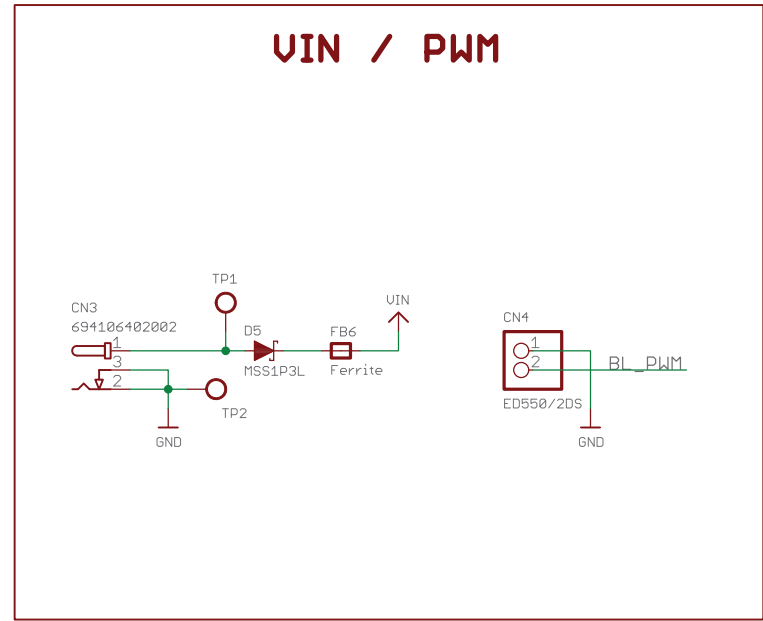 VIN / PWM
TP1
CN3
694106402002
1
3
2
D5
MSS1P3L
FB6
Ferrite
VIN
TP2
GND
CN4
1
2
BL_PWM
ED550/2DS
GND